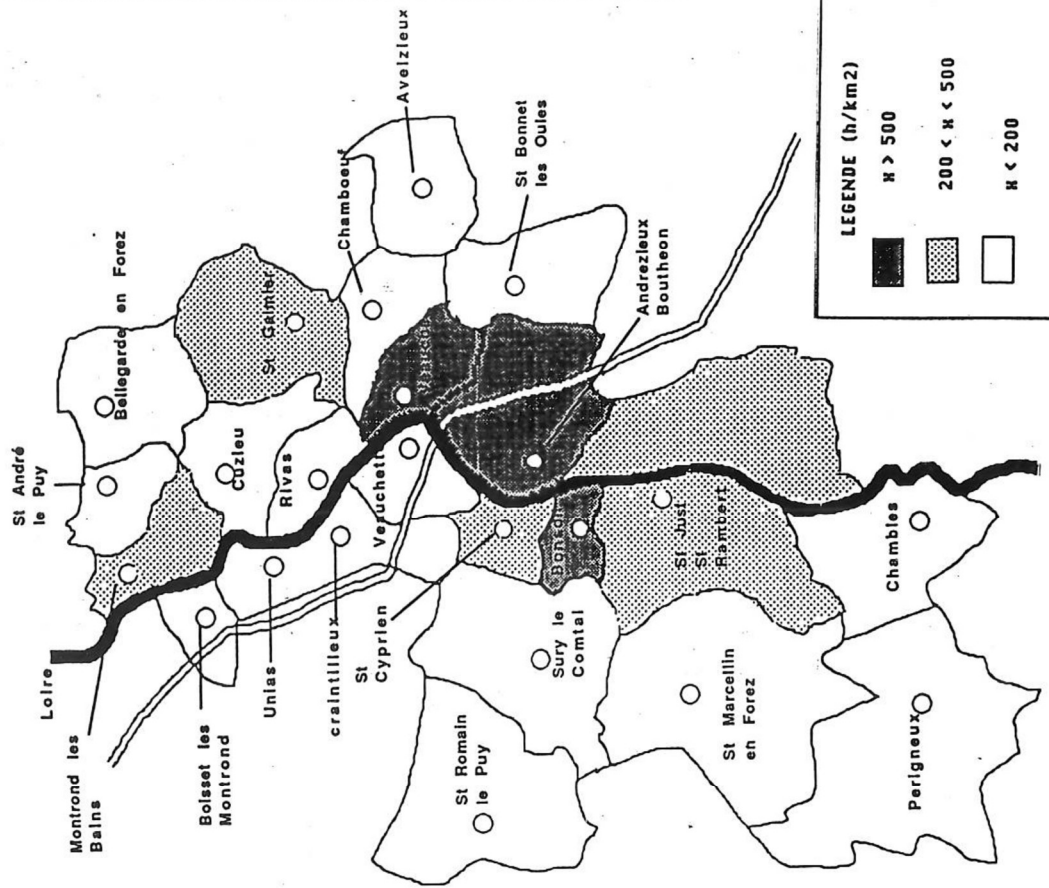 Loire
Montrond les
Bains
St André
le Puy
Bellegarde en Forez
Boisset les
Montrond
Cuzieu
St Galmier
Unias
Rivas
craintilleux
Veauchette
Chamboeuf
Avelzieux
St
Cyprien
St Bonnet
les Oules
Andrezieux
Bouthéon
Bonson
St Romain
le Puy
Sury le
Comtal
St Just
St Rambert
St Marcellin
en Forez
Chambles
Perigneux
LEGENDE (h/km2)
x > 500
200 < x < 500
x < 200